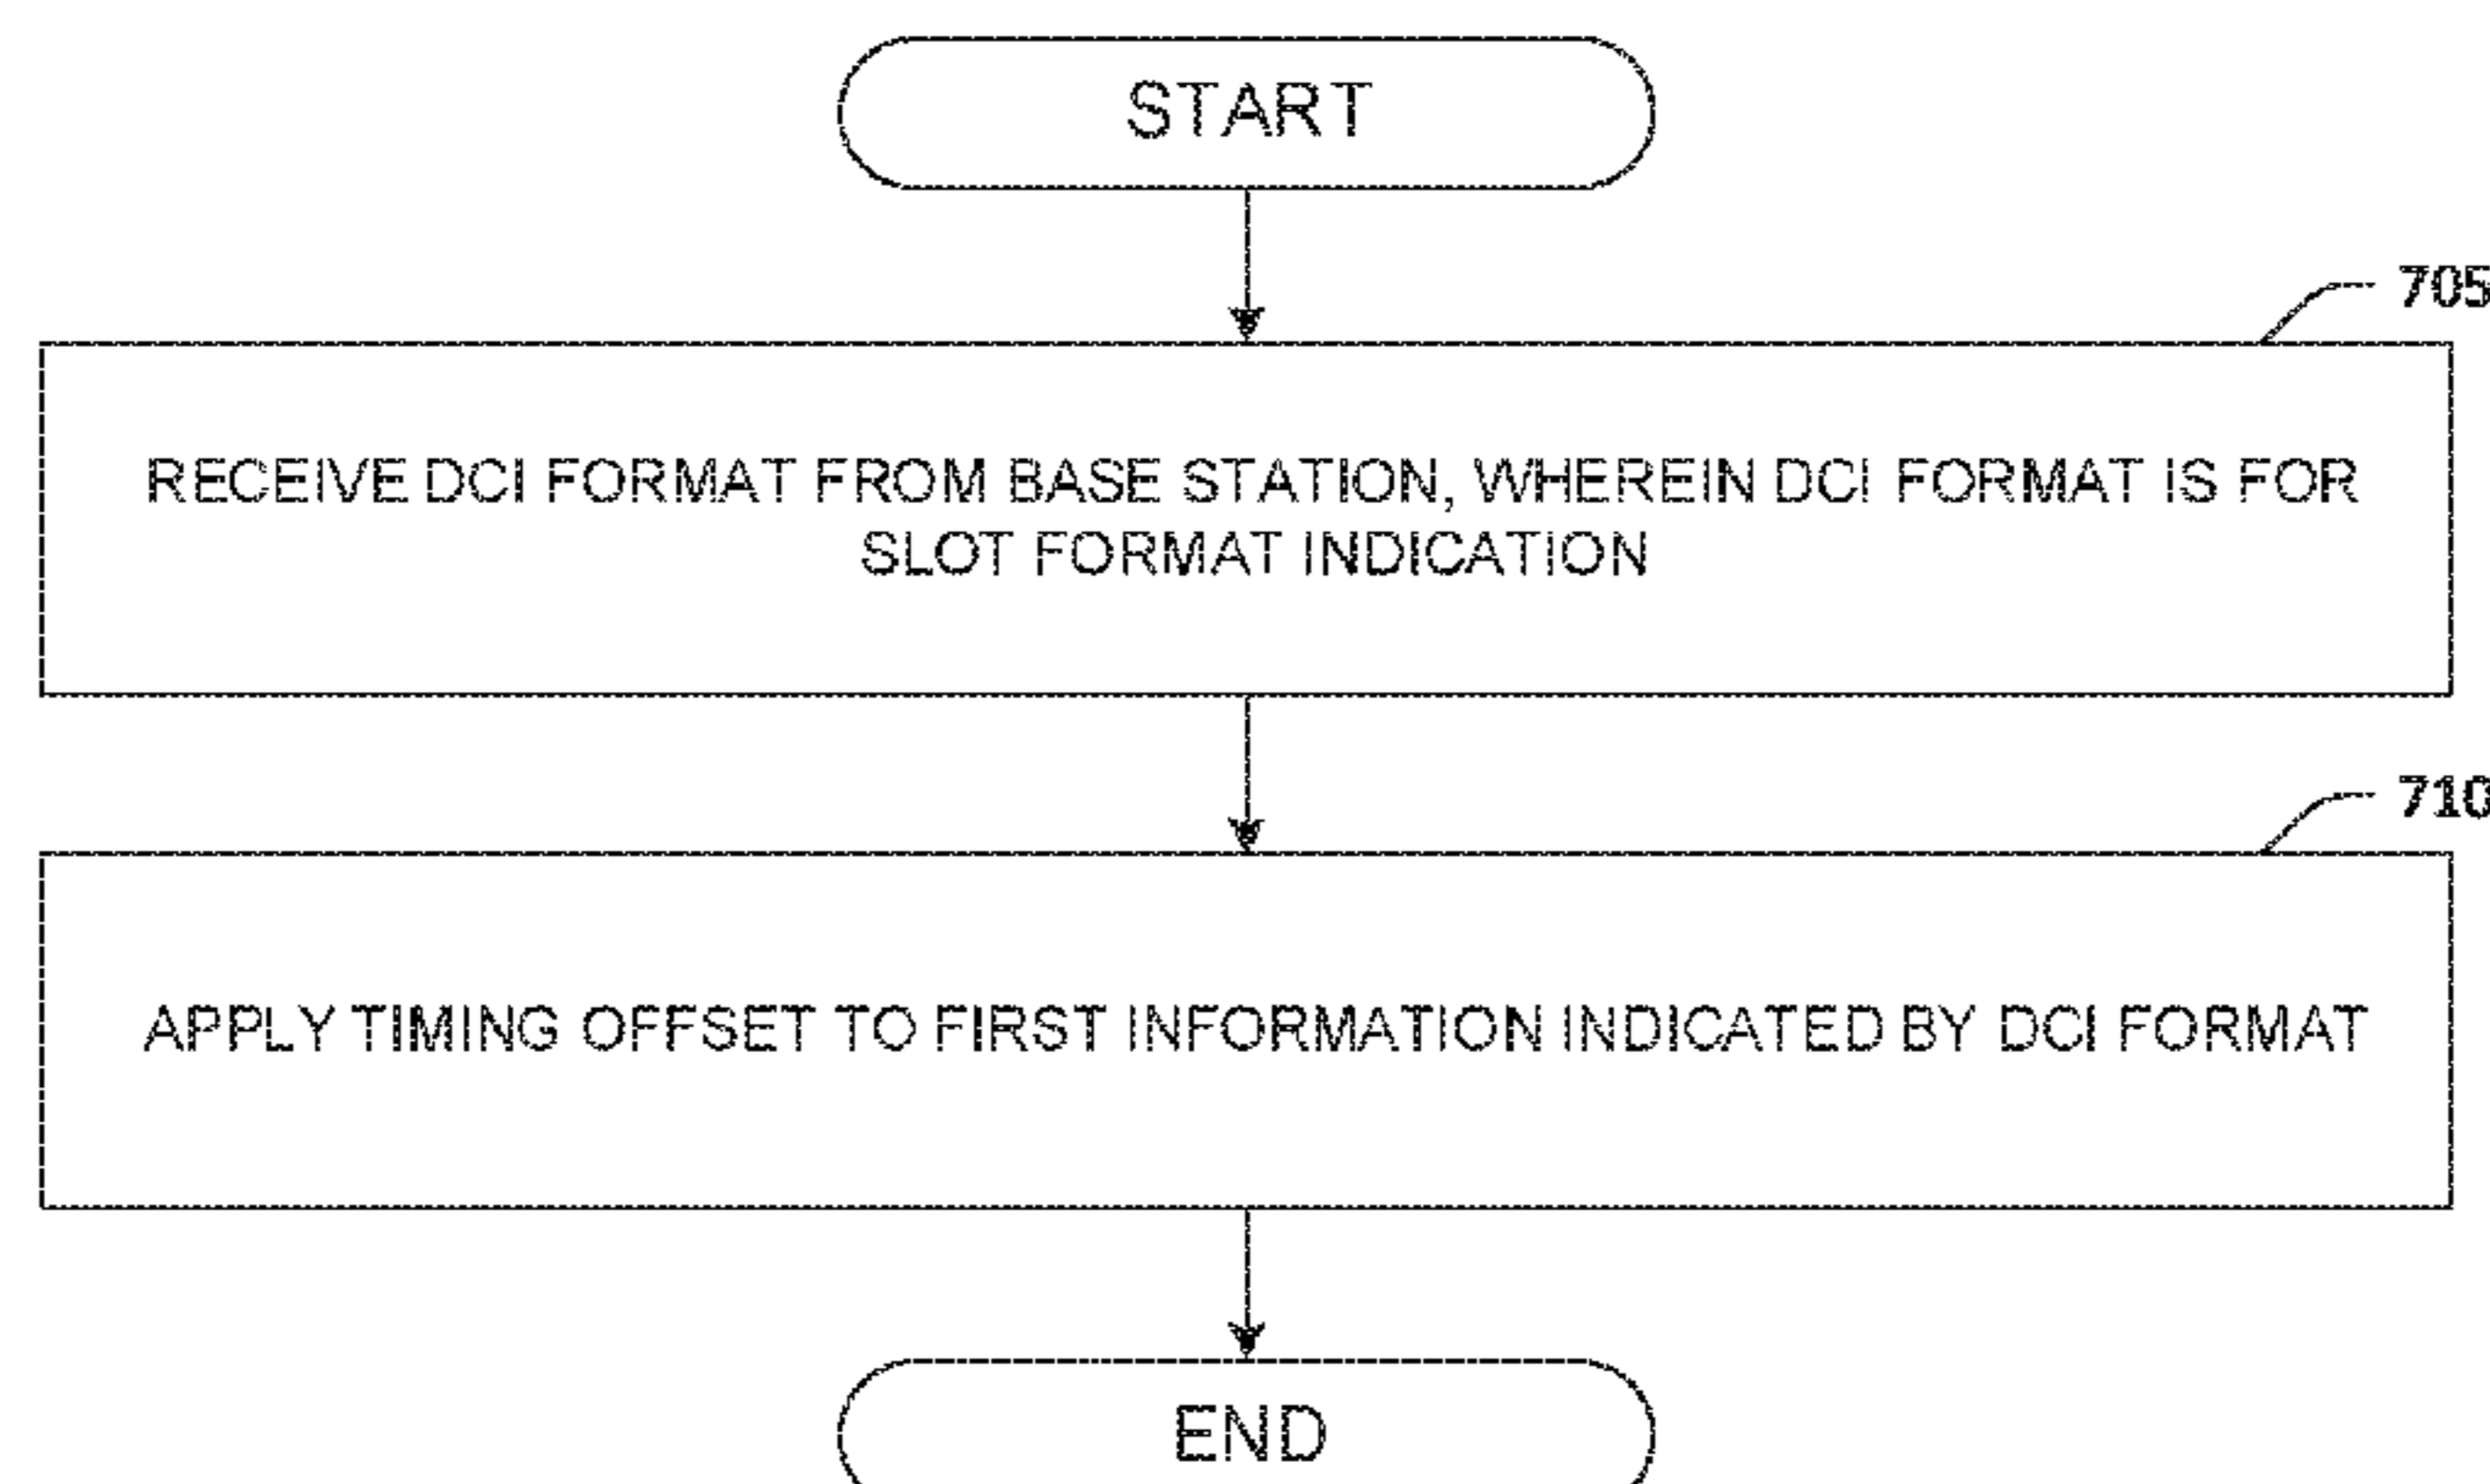 START
705
RECEIVE DCI FORMAT FROM BASE STATION, WHEREIN DCI FORMAT IS FOR
SLOT FORMAT INDICATION
710
APPLY TIMING OFFSET TO FIRST INFORMATION INDICATED BY DCI FORMAT
END